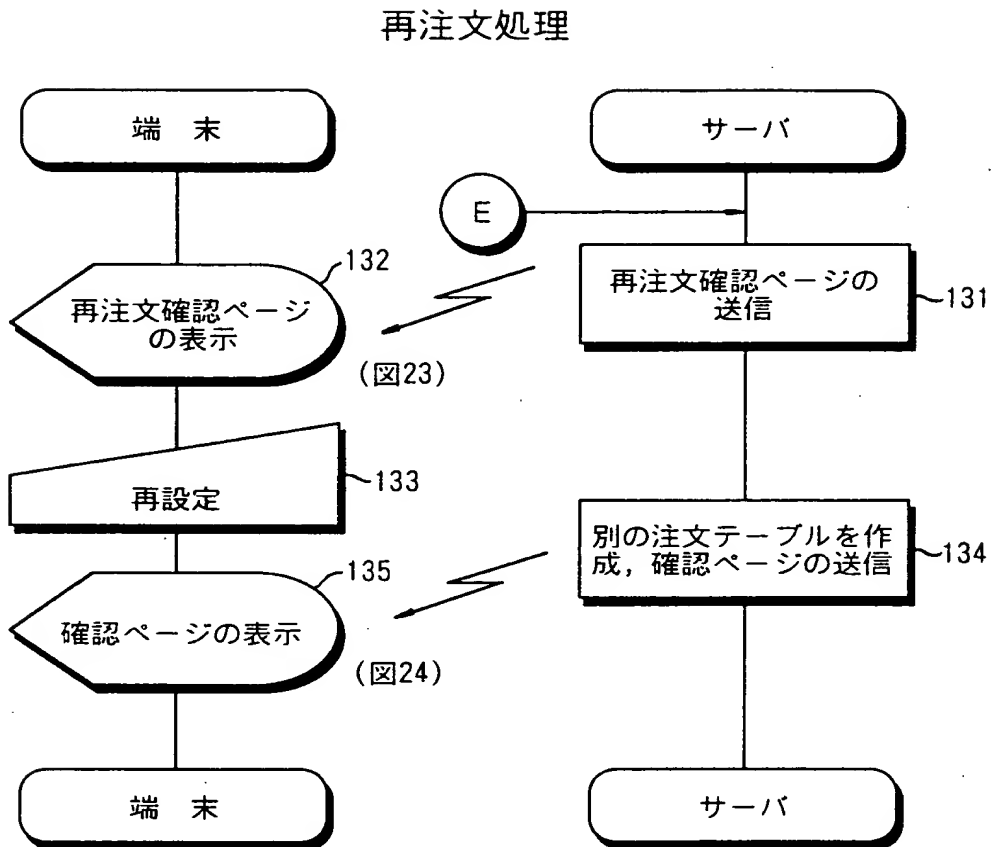 再注文処理
端 末
サーバ
E
132
再注文確認ページ
の表示
(図23)
再注文確認ページの
送信
131
再設定
133
別の注文テーブルを作
成,確認ページの送信
134
135
確認ページの表示
(図24)
端 末
サーバ